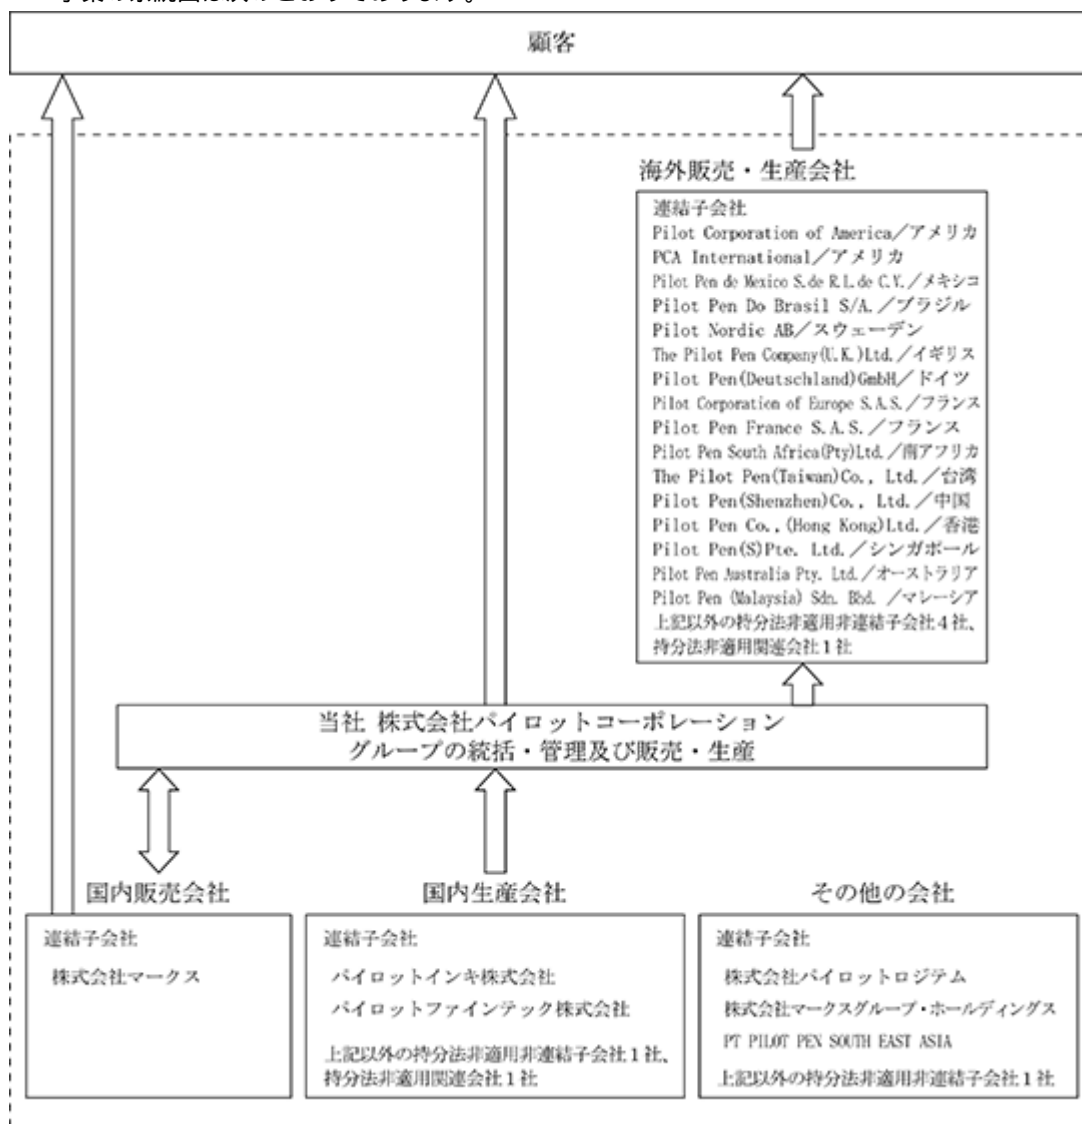 顧客
海外販売・生産会社
連結子会社
Pilot Corporation of America／アメリカ
PCA International／アメリカ
Pilot Pen de Mexico S.de R.L.de C.V.／メキシコ
Pilot Pen Do Brasil S/A.／ブラジル
Pilot Nordic AB／スウェーデン
The Pilot Pen Company(U.K.)Ltd.／イギリス
Pilot Pen(Deutschland)GmbH／ドイツ
Pilot Corporation of Europe S.A.S.／フランス
Pilot Pen France S.A.S.／フランス
Pilot Pen South Africa(Pty)Ltd.／南アフリカ
The Pilot Pen(Taiwan)Co., Ltd.／台湾
Pilot Pen(Shenzhen)Co., Ltd.／中国
Pilot Pen Co.,(Hong Kong)Ltd.／香港
Pilot Pen(S)Pte. Ltd.／シンガポール
Pilot Pen Australia Pty. Ltd.／オーストラリア
Pilot Pen (Malaysia) Sdn. Bhd. ／マレーシア
上記以外の持分法非適用非連結子会社４社、
持分法非適用関連会社１社
当社 株式会社パイロットコーポレーション
グループの統括・管理及び販売・生産
国内販売会社
連結子会社
株式会社マークス
国内生産会社
連結子会社
パイロットインキ株式会社
パイロットファインテック株式会社
上記以外の持分法非適用非連結子会社１社、
持分法非適用関連会社１社
その他の会社
連結子会社
株式会社パイロットロジテム
株式会社マークスグループ・ホールディングス
PT PILOT PEN SOUTH EAST ASIA
上記以外の持分法非適用非連結子会社１社